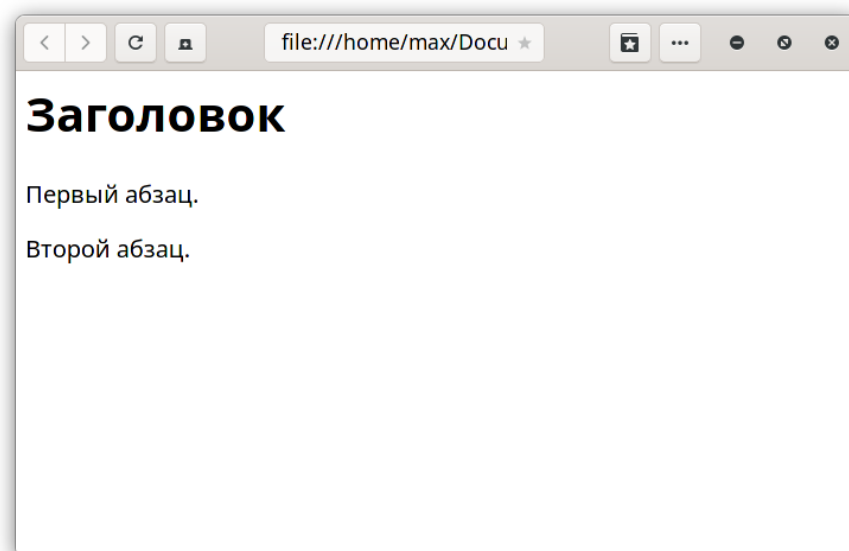 file:///home/max/Docu
Заголовок
Первый абзац.
Второй абзац.